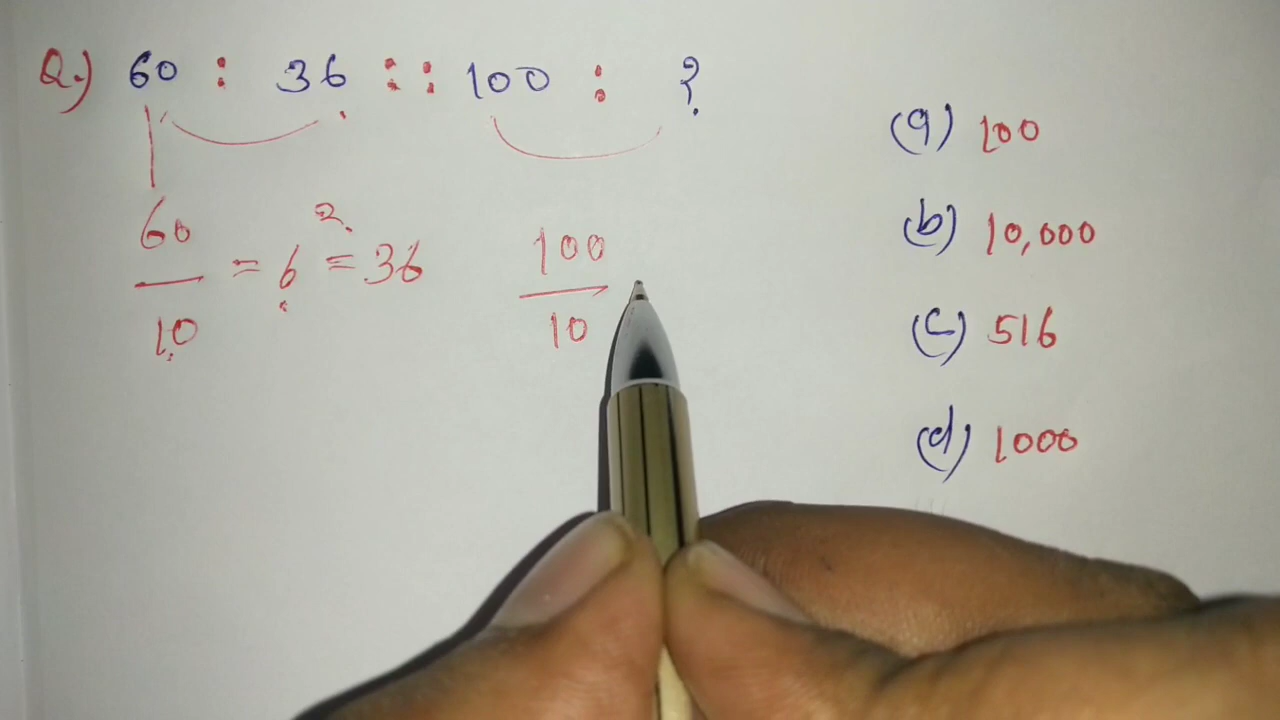 Q.) 60 : 36 :: 100 : ?
(a) 100
(b) 10,000
(c) 516
(d) 1000
60/10 = 6² = 36
100/10